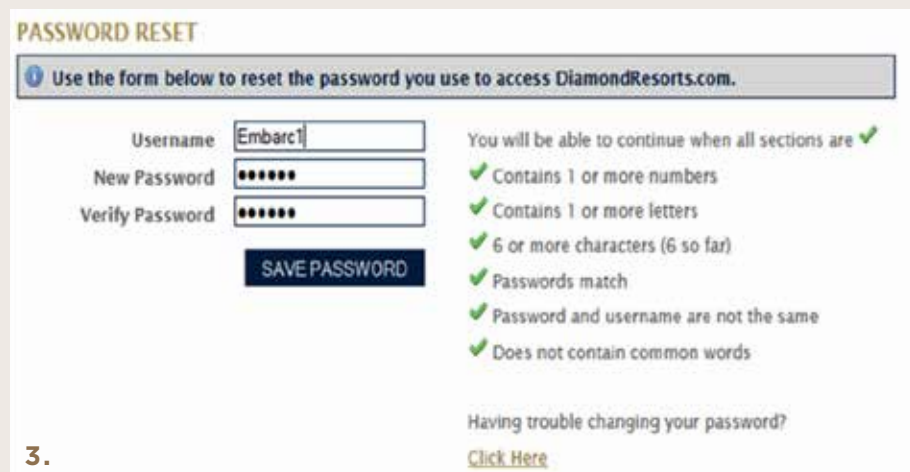 PASSWORD RESET
Use the form below to reset the password you use to access DiamondResorts.com.
Username Embarc1
New Password ••••••
Verify Password ••••••
SAVE PASSWORD
You will be able to continue when all sections are ✔
✔ Contains 1 or more numbers
✔ Contains 1 or more letters
✔ 6 or more characters (6 so far)
✔ Passwords match
✔ Password and username are not the same
✔ Does not contain common words
Having trouble changing your password?
Click Here
3.